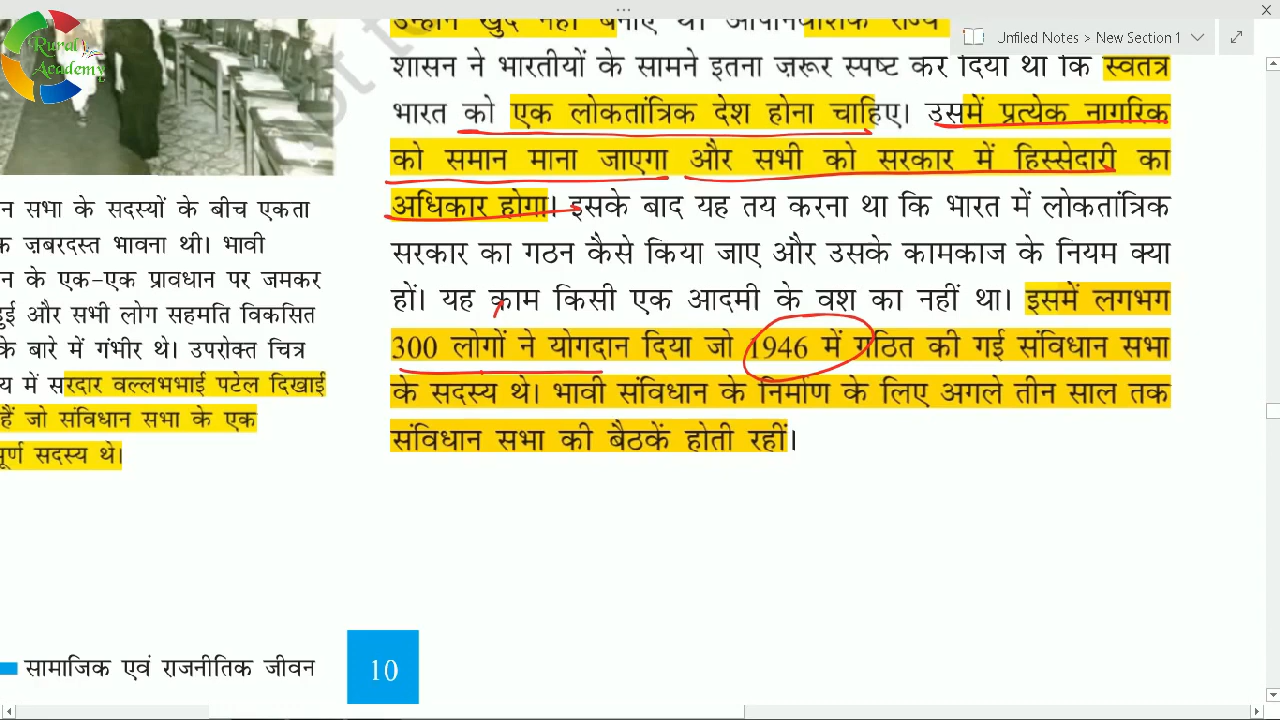 Rural
Academy
Unfiled Notes > New Section 1
उन्होंने खुद नहीं बनाए थे। औपनिवेशिक राज्य
शासन ने भारतीयों के सामने इतना ज़रूर स्पष्ट कर दिया था कि स्वतंत्र
भारत को एक लोकतांत्रिक देश होना चाहिए। उसमें प्रत्येक नागरिक
को समान माना जाएगा और सभी को सरकार में हिस्सेदारी का
अधिकार होगा। इसके बाद यह तय करना था कि भारत में लोकतांत्रिक
सरकार का गठन कैसे किया जाए और उसके कामकाज के नियम क्या
हों। यह काम किसी एक आदमी के वश का नहीं था। इसमें लगभग
300 लोगों ने योगदान दिया जो 1946 में गठित की गई संविधान सभा
के सदस्य थे। भावी संविधान के निर्माण के लिए अगले तीन साल तक
संविधान सभा की बैठकें होती रहीं।
न सभा के सदस्यों के बीच एकता
क ज़बरदस्त भावना थी। भावी
न के एक-एक प्रावधान पर जमकर
हुई और सभी लोग सहमति विकसित
के बारे में गंभीर थे। उपरोक्त चित्र
य में सरदार वल्लभभाई पटेल दिखाई
हैं जो संविधान सभा के एक
पूर्ण सदस्य थे।
सामाजिक एवं राजनीतिक जीवन
10